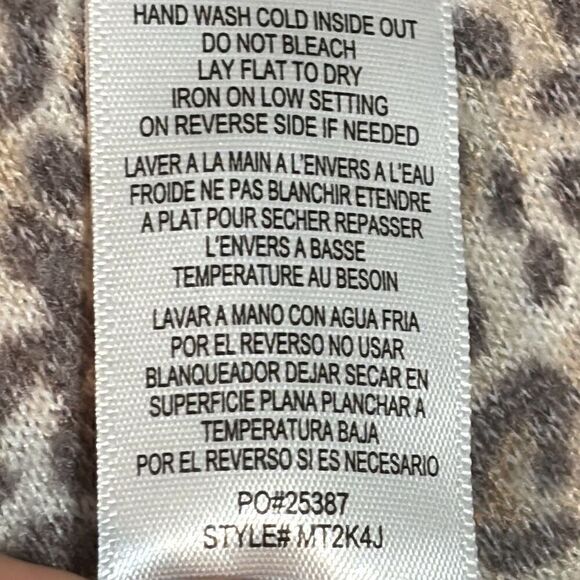 HAND WASH COLD INSIDE OUT
DO NOT BLEACH
LAY FLAT TO DRY
IRON ON LOW SETTING
ON REVERSE SIDE IF NEEDED
LAVER A LA MAIN A L'ENVERS A L'EAU
FROIDE NE PAS BLANCHIR ETENDRE
A PLAT POUR SECHER REPASSER
L'ENVERS A BASSE
TEMPERATURE AU BESOIN
LAVAR A MANO CON AGUA FRIA
POR EL REVERSO NO USAR
BLANQUEADOR DEJAR SECAR EN
SUPERFICIE PLANA PLANCHAR A
TEMPERATURA BAJA
POR EL REVERSO SI ES NECESARIO
PO#25387
STYLE# MT2K4J